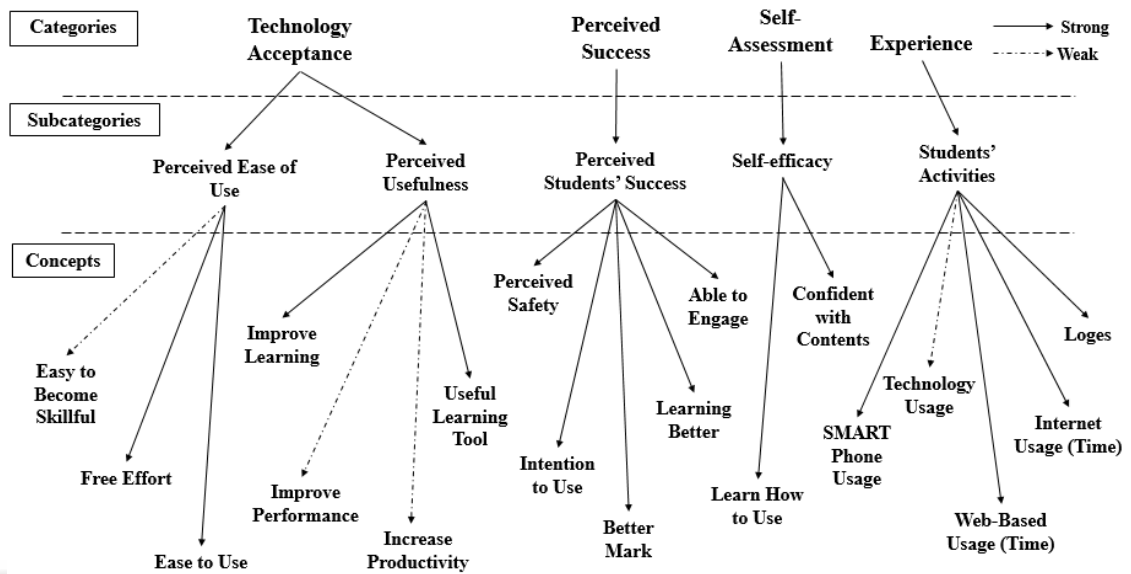 Categories
Technology
Acceptance
Perceived
Success
Self-
Assessment
Experience
Strong
Weak
Subcategories
Perceived Ease of
Use
Perceived
Usefulness
Perceived
Students’ Success
Self-efficacy
Students’
Activities
Concepts
Easy to
Become
Skillful
Free Effort
Ease to Use
Improve
Learning
Improve
Performance
Increase
Productivity
Useful
Learning
Tool
Perceived
Safety
Intention
to Use
Better
Mark
Learning
Better
Able to
Engage
Learn How
to Use
Confident
with
Contents
SMART
Phone
Usage
Technology
Usage
Web-Based
Usage (Time)
Internet
Usage (Time)
Loges